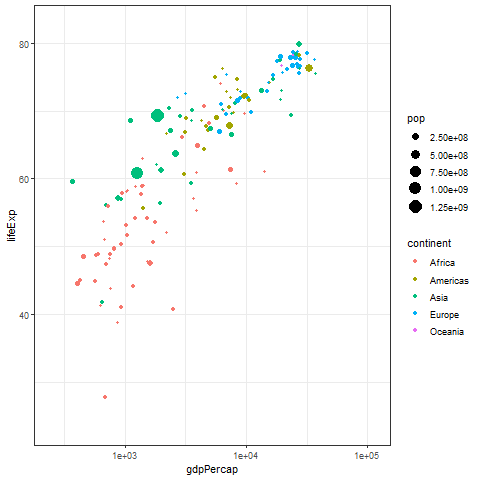 80
60
40
lifeExp
1e+03
1e+04
1e+05
gdpPercap
pop
2.50e+08
5.00e+08
7.50e+08
1.00e+09
1.25e+09
continent
Africa
Americas
Asia
Europe
Oceania